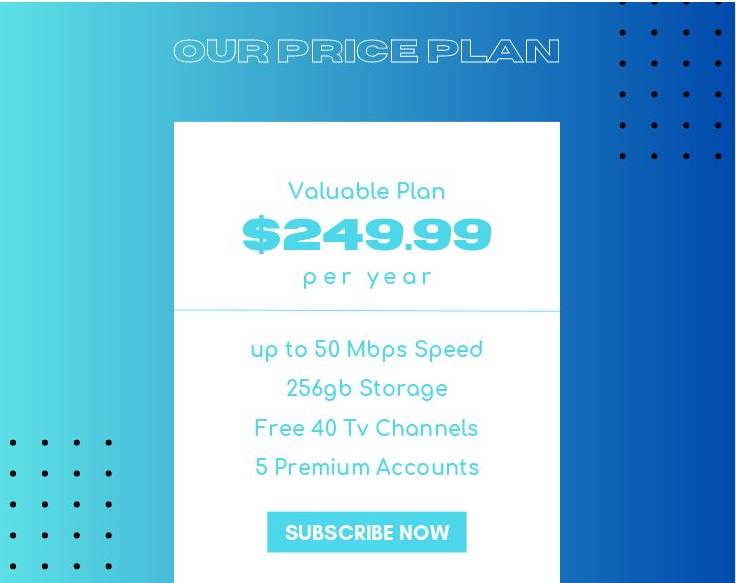 OUR PRICE PLAN
Valuable Plan
$249.99
per year
up to 50 Mbps Speed
256gb Storage
Free 40 Tv Channels
5 Premium Accounts
SUBSCRIBE NOW